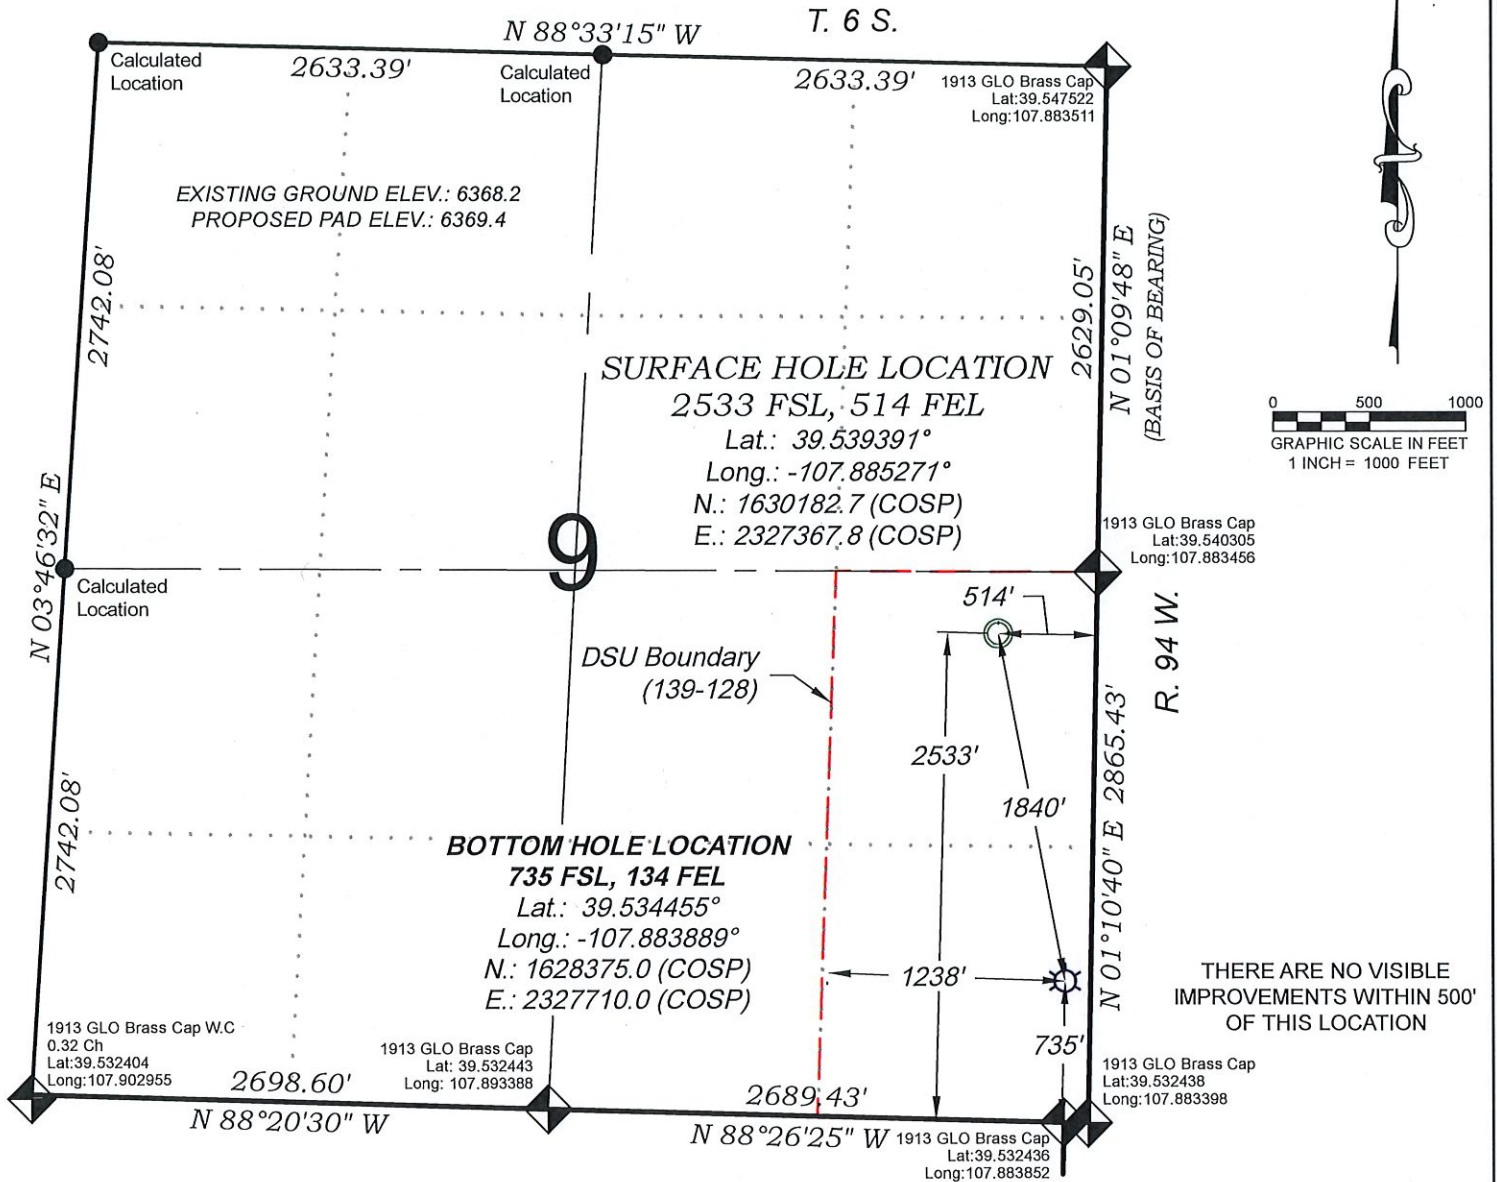 T. 6 S.
N 88°33'15" W
Calculated
Location
2633.39'
Calculated
Location
2633.39'
1913 GLO Brass Cap
Lat:39.547522
Long:107.883511
EXISTING GROUND ELEV.: 6368.2
PROPOSED PAD ELEV.: 6369.4
2742.08'
2629.05'
N 01°09'48" E
(BASIS OF BEARING)
SURFACE HOLE LOCATION
2533 FSL, 514 FEL
Lat.: 39.539391°
Long.: -107.885271°
N.: 1630182.7 (COSP)
E.: 2327367.8 (COSP)
0 500 1000
GRAPHIC SCALE IN FEET
1 INCH = 1000 FEET
N 03°46'32" E
9
1913 GLO Brass Cap
Lat:39.540305
Long:107.883456
Calculated
Location
514'
R. 94 W.
DSU Boundary
(139-128)
2533'
1840'
N 01°10'40" E 2865.43'
2742.08'
BOTTOM HOLE LOCATION
735 FSL, 134 FEL
Lat.: 39.534455°
Long.: -107.883889°
N.: 1628375.0 (COSP)
E.: 2327710.0 (COSP)
1238'
735'
THERE ARE NO VISIBLE
IMPROVEMENTS WITHIN 500'
OF THIS LOCATION
1913 GLO Brass Cap W.C
0.32 Ch
Lat:39.532404
Long:107.902955
2698.60'
N 88°20'30" W
1913 GLO Brass Cap
Lat: 39.532443
Long: 107.893388
2689.43'
N 88°26'25" W
1913 GLO Brass Cap
Lat:39.532436
Long:107.883852
1913 GLO Brass Cap
Lat:39.532438
Long:107.883398